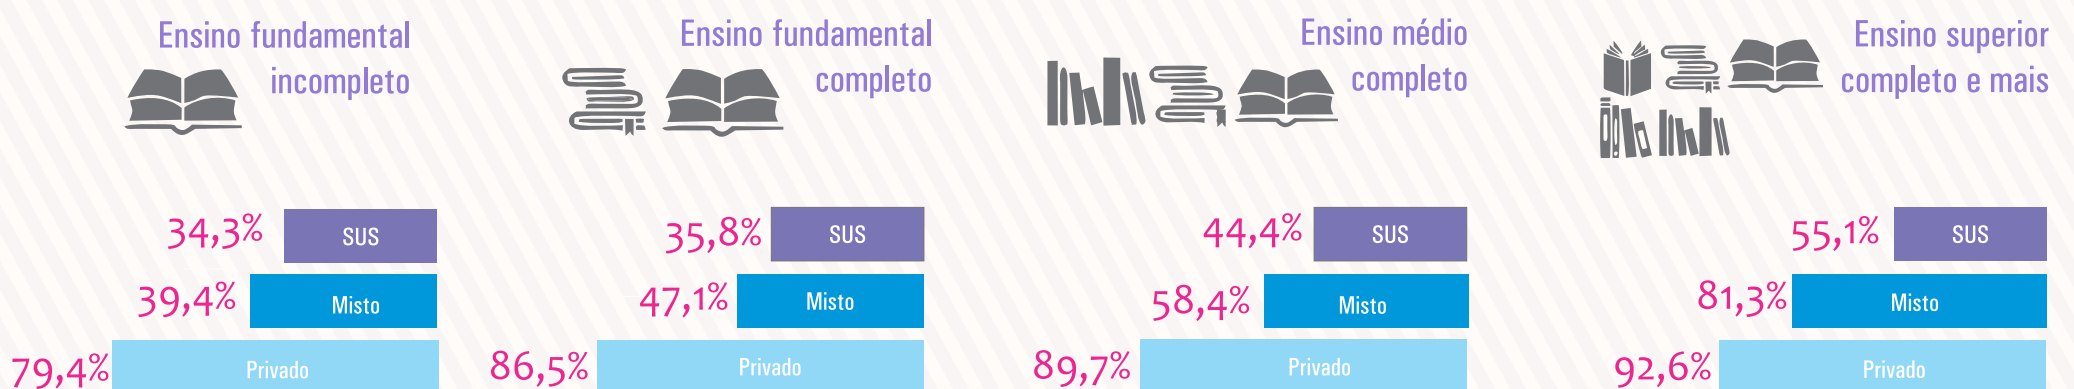 Ensino fundamental
incompleto
34,3%
SUS
39,4%
Misto
79,4%
Privado
Ensino fundamental
completo
35,8%
SUS
47,1%
Misto
86,5%
Privado
Ensino médio
completo
44,4%
SUS
58,4%
Misto
89,7%
Privado
Ensino superior
completo e mais
55,1%
SUS
81,3%
Misto
92,6%
Privado